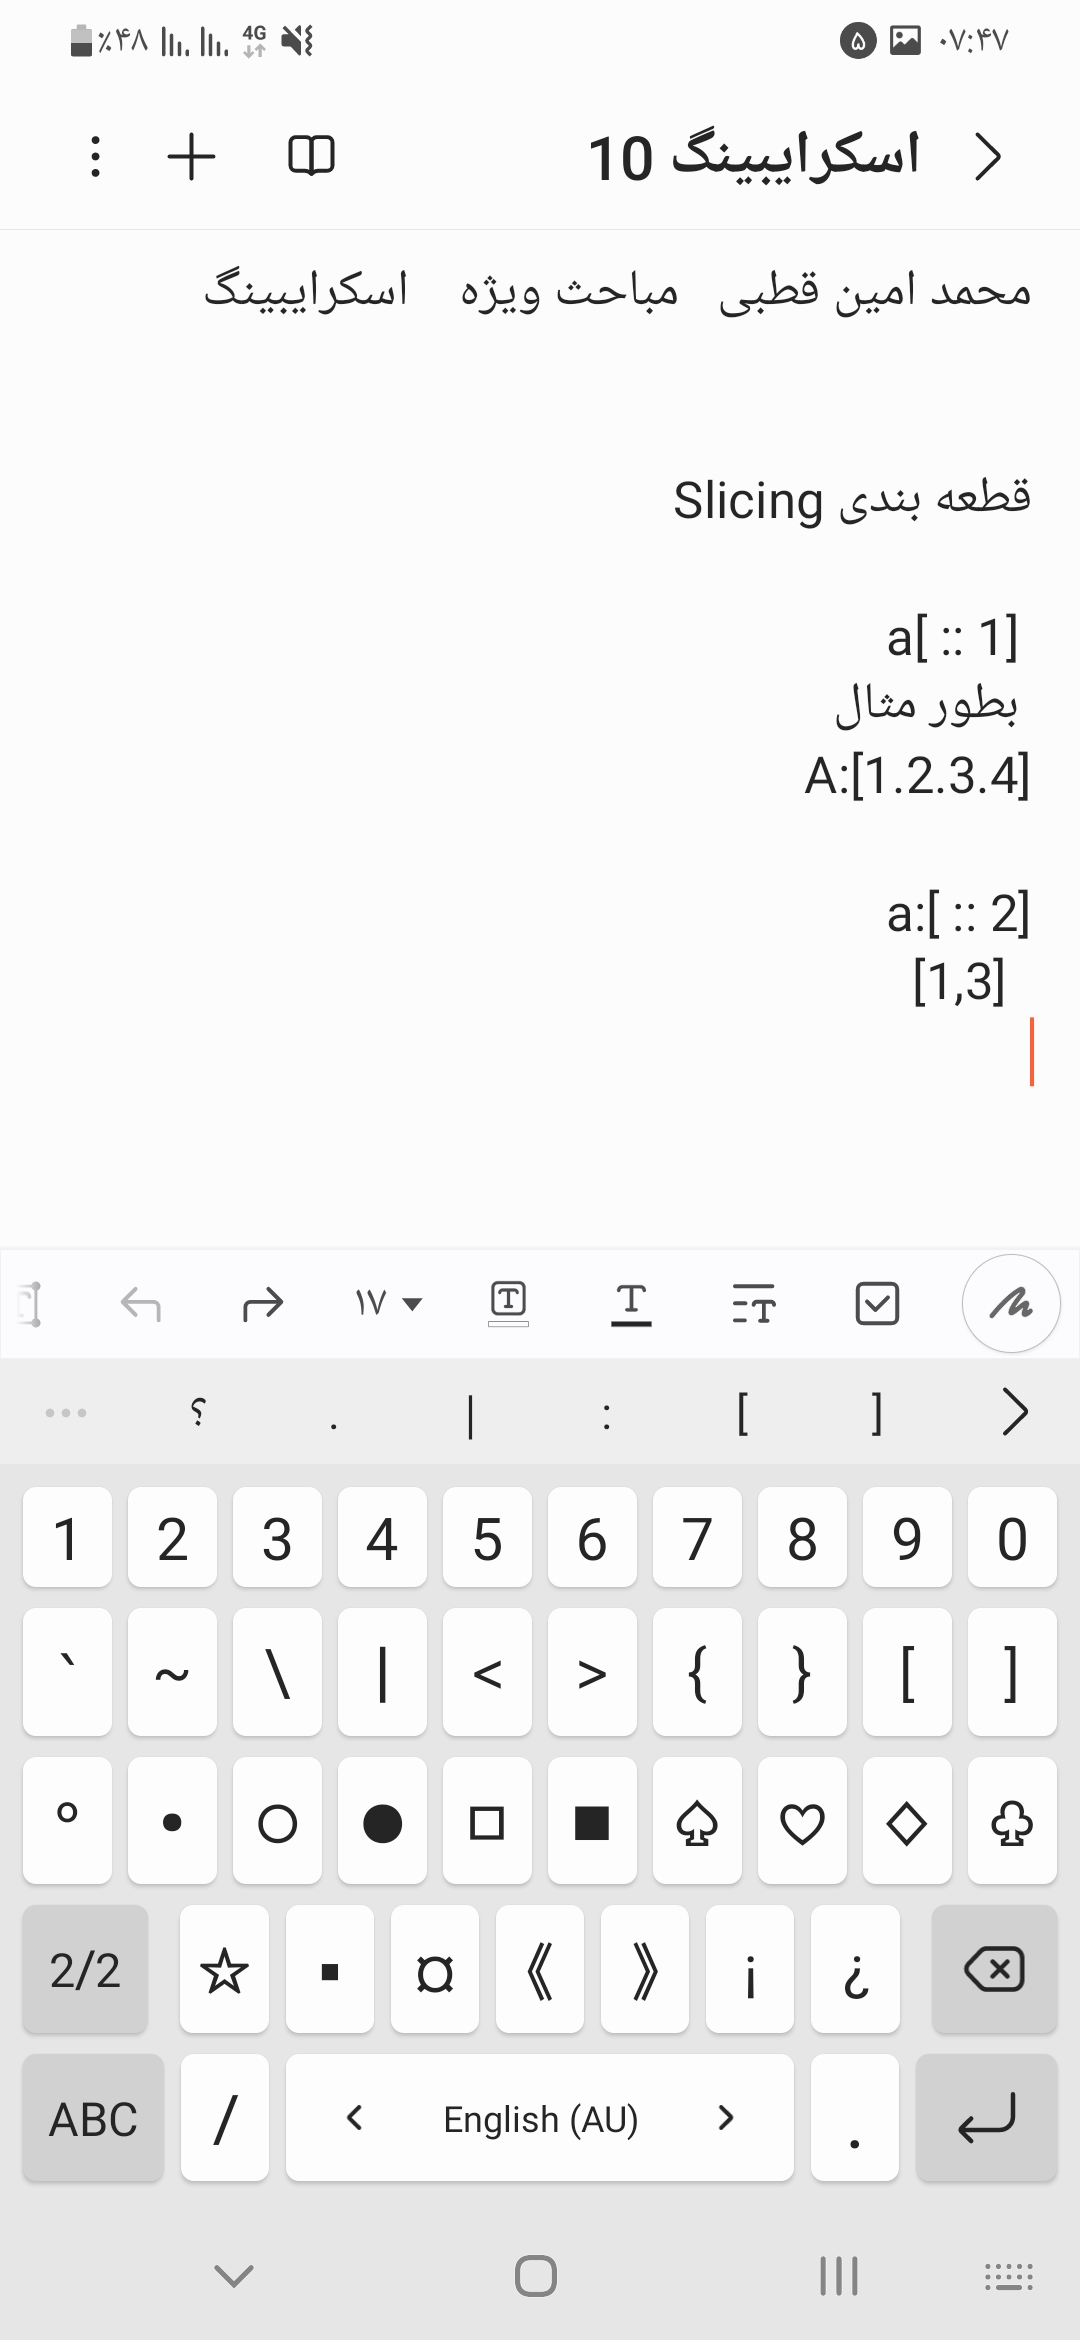 ٪۴۸ 4G ۵ ۰۷:۴۷
اسکرایبینگ 10
محمد امین قطبی مباحث ویژه اسکرایبینگ
قطعه بندی Slicing
a[ :: 1]
بطور مثال
A:[1.2.3.4]
a:[ :: 2]
[1,3]
۱۷ T T T
؟ . | : [ ]
1 2 3 4 5 6 7 8 9 0
` ~ \ | < > { } [ ]
° • ○ ● □ ■ ♤ ♡ ◇ ♧
2/2 ☆ ▪ ¤ 《 》 ¡ ¿
ABC / < English (AU) > .